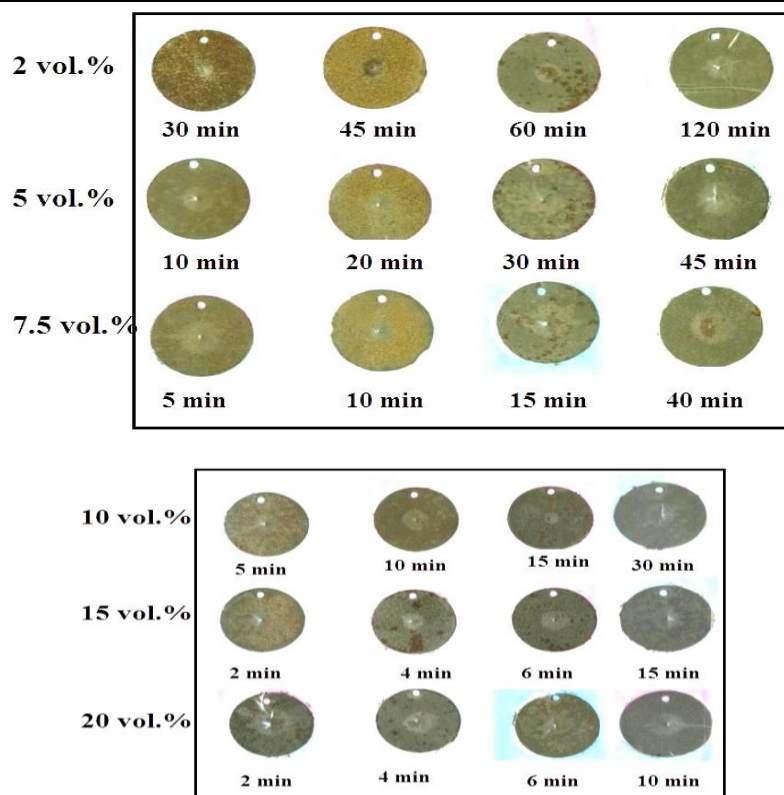 2 vol.%
30 min 45 min 60 min 120 min
5 vol.%
10 min 20 min 30 min 45 min
7.5 vol.%
5 min 10 min 15 min 40 min
10 vol.%
5 min 10 min 15 min 30 min
15 vol.%
2 min 4 min 6 min 15 min
20 vol.%
2 min 4 min 6 min 10 min